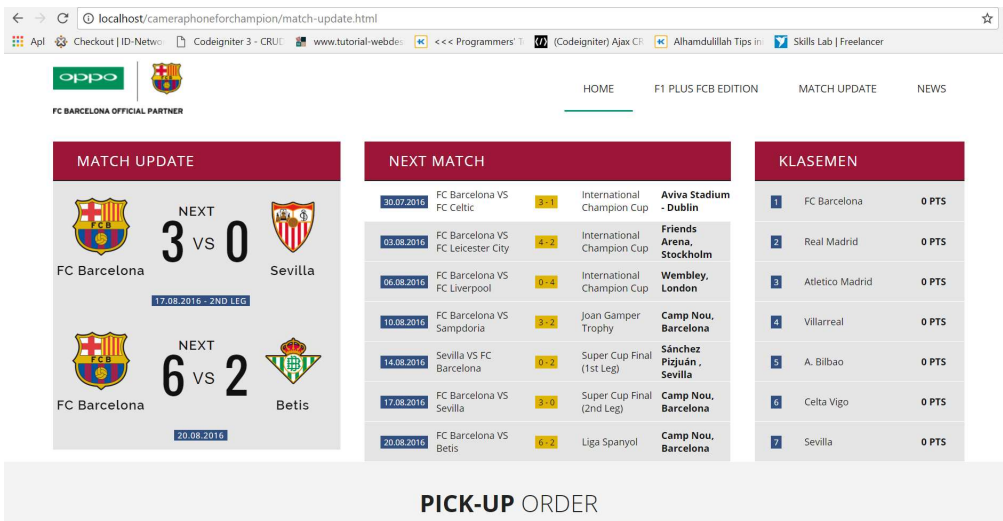 localhost/cameraphoneforchampion/match-update.html
Apl Checkout | ID-Netwo Codeigniter 3 - CRUD www.tutorial-webdes <<< Programmers' T (Codeigniter) Ajax CR Alhamdulillah Tips in Skills Lab | Freelancer
oppo
FCB
FC BARCELONA OFFICIAL PARTNER
HOME F1 PLUS FCB EDITION MATCH UPDATE NEWS
MATCH UPDATE
FCB
NEXT
3 VS 0
FC Barcelona
Sevilla
17.08.2016 - 2ND LEG
FCB
NEXT
6 VS 2
FC Barcelona
Betis
20.08.2016
NEXT MATCH
30.07.2016 FC Barcelona VS 3 - 1 International Aviva Stadium
FC Celtic Champion Cup - Dublin
03.08.2016 FC Barcelona VS 4 - 2 International Friends
FC Leicester City Champion Cup Arena,
Stockholm
06.08.2016 FC Barcelona VS 0 - 4 International Wembley,
FC Liverpool Champion Cup London
10.08.2016 FC Barcelona VS 3 - 2 Joan Gamper Camp Nou,
Sampdoria Trophy Barcelona
14.08.2016 Sevilla VS FC 0 - 2 Super Cup Final Sánchez
Barcelona (1st Leg) Pizjuán ,
Sevilla
17.08.2016 FC Barcelona VS 3 - 0 Super Cup Final Camp Nou,
Sevilla (2nd Leg) Barcelona
20.08.2016 FC Barcelona VS 6 - 2 Liga Spanyol Camp Nou,
Betis Barcelona
KLASEMEN
1 FC Barcelona 0 PTS
2 Real Madrid 0 PTS
3 Atletico Madrid 0 PTS
4 Villarreal 0 PTS
5 A. Bilbao 0 PTS
6 Celta Vigo 0 PTS
7 Sevilla 0 PTS
PICK-UP ORDER